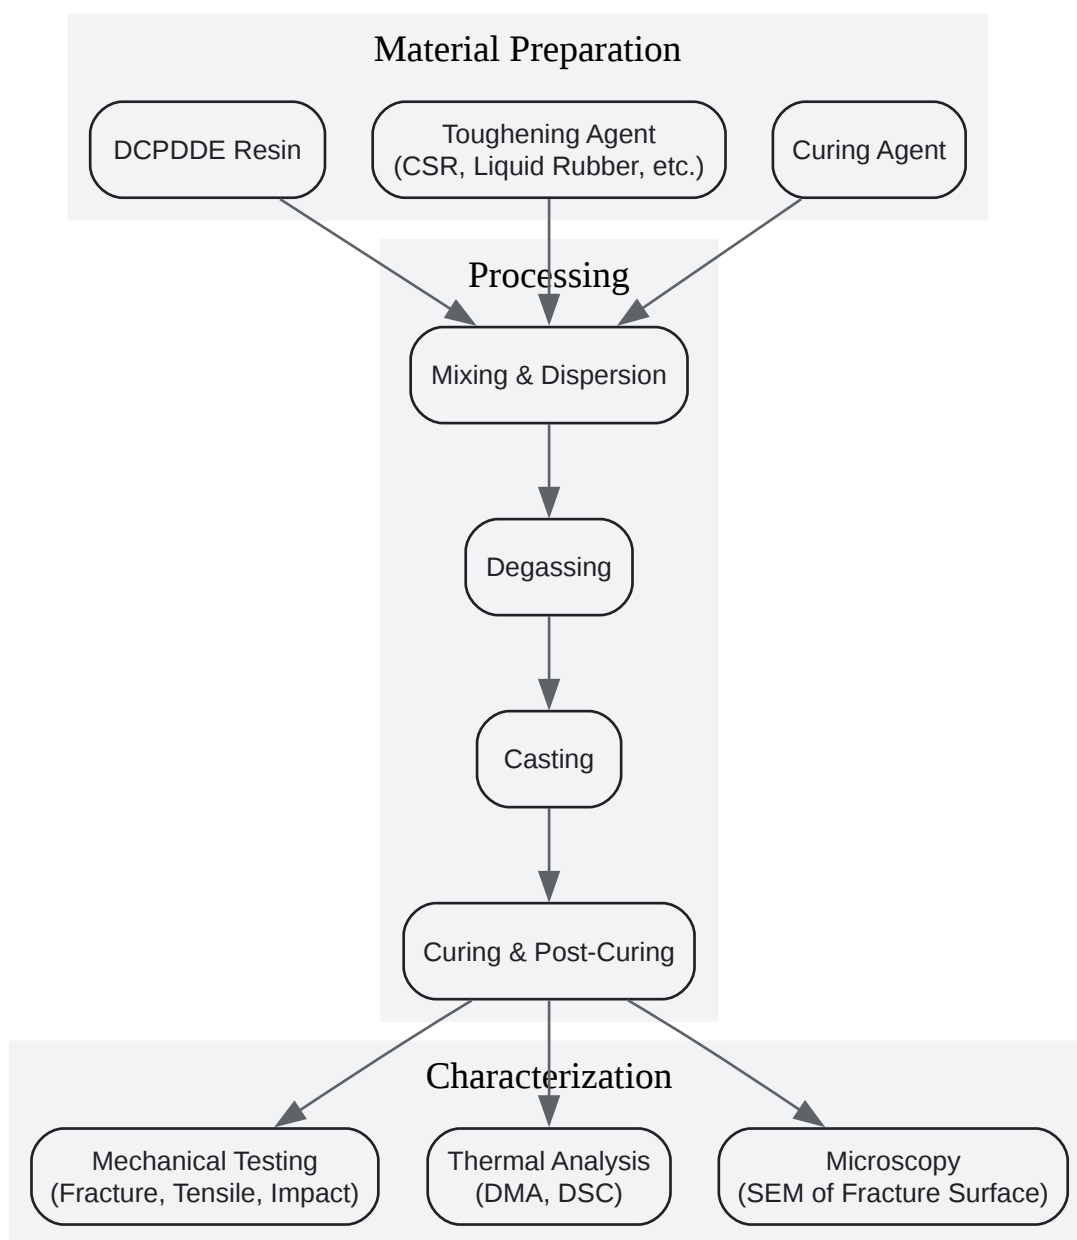 Material Preparation
DCPDDE Resin
Toughening Agent
(CSR, Liquid Rubber, etc.)
Curing Agent
Processing
Mixing & Dispersion
Degassing
Casting
Curing & Post-Curing
Characterization
Mechanical Testing
(Fracture, Tensile, Impact)
Thermal Analysis
(DMA, DSC)
Microscopy
(SEM of Fracture Surface)